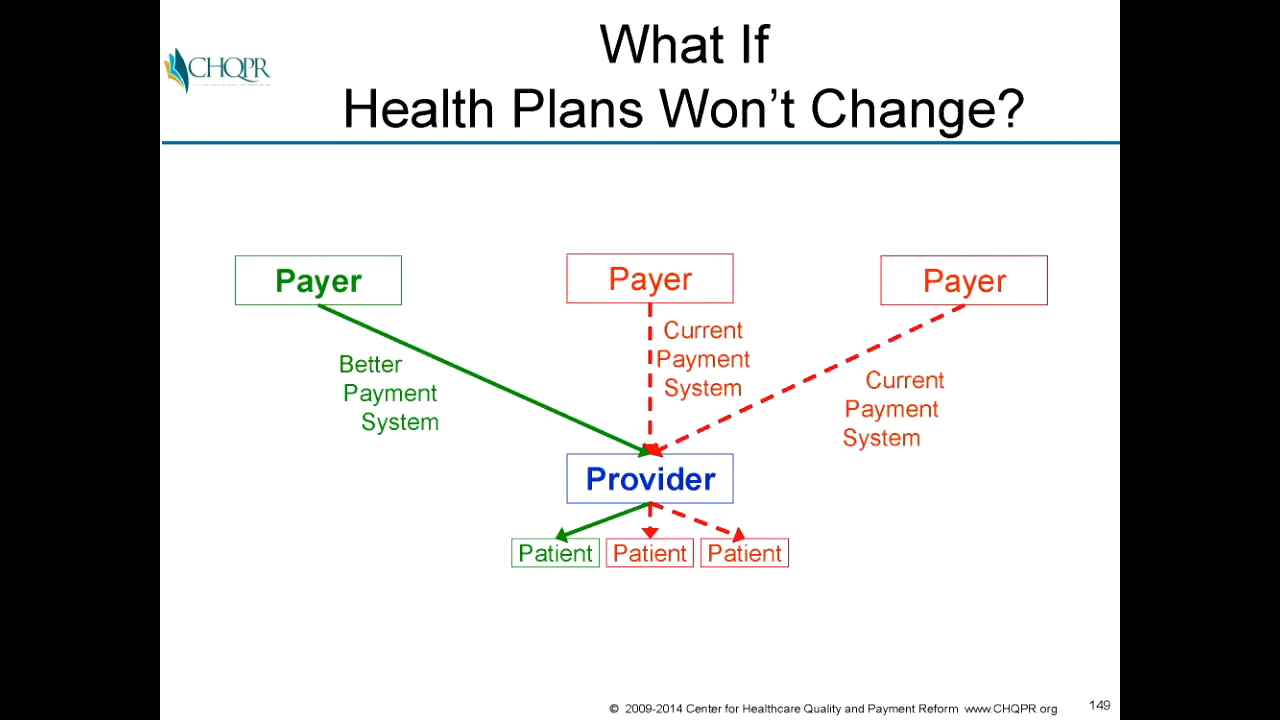 What If
Health Plans Won't Change?
CHQPR
Payer
Payer
Payer
Better
Payment
System
Current
Payment
System
Current
Payment
System
Provider
Patient
Patient
Patient
© 2009-2014 Center for Healthcare Quality and Payment Reform www.CHQPR.org
149